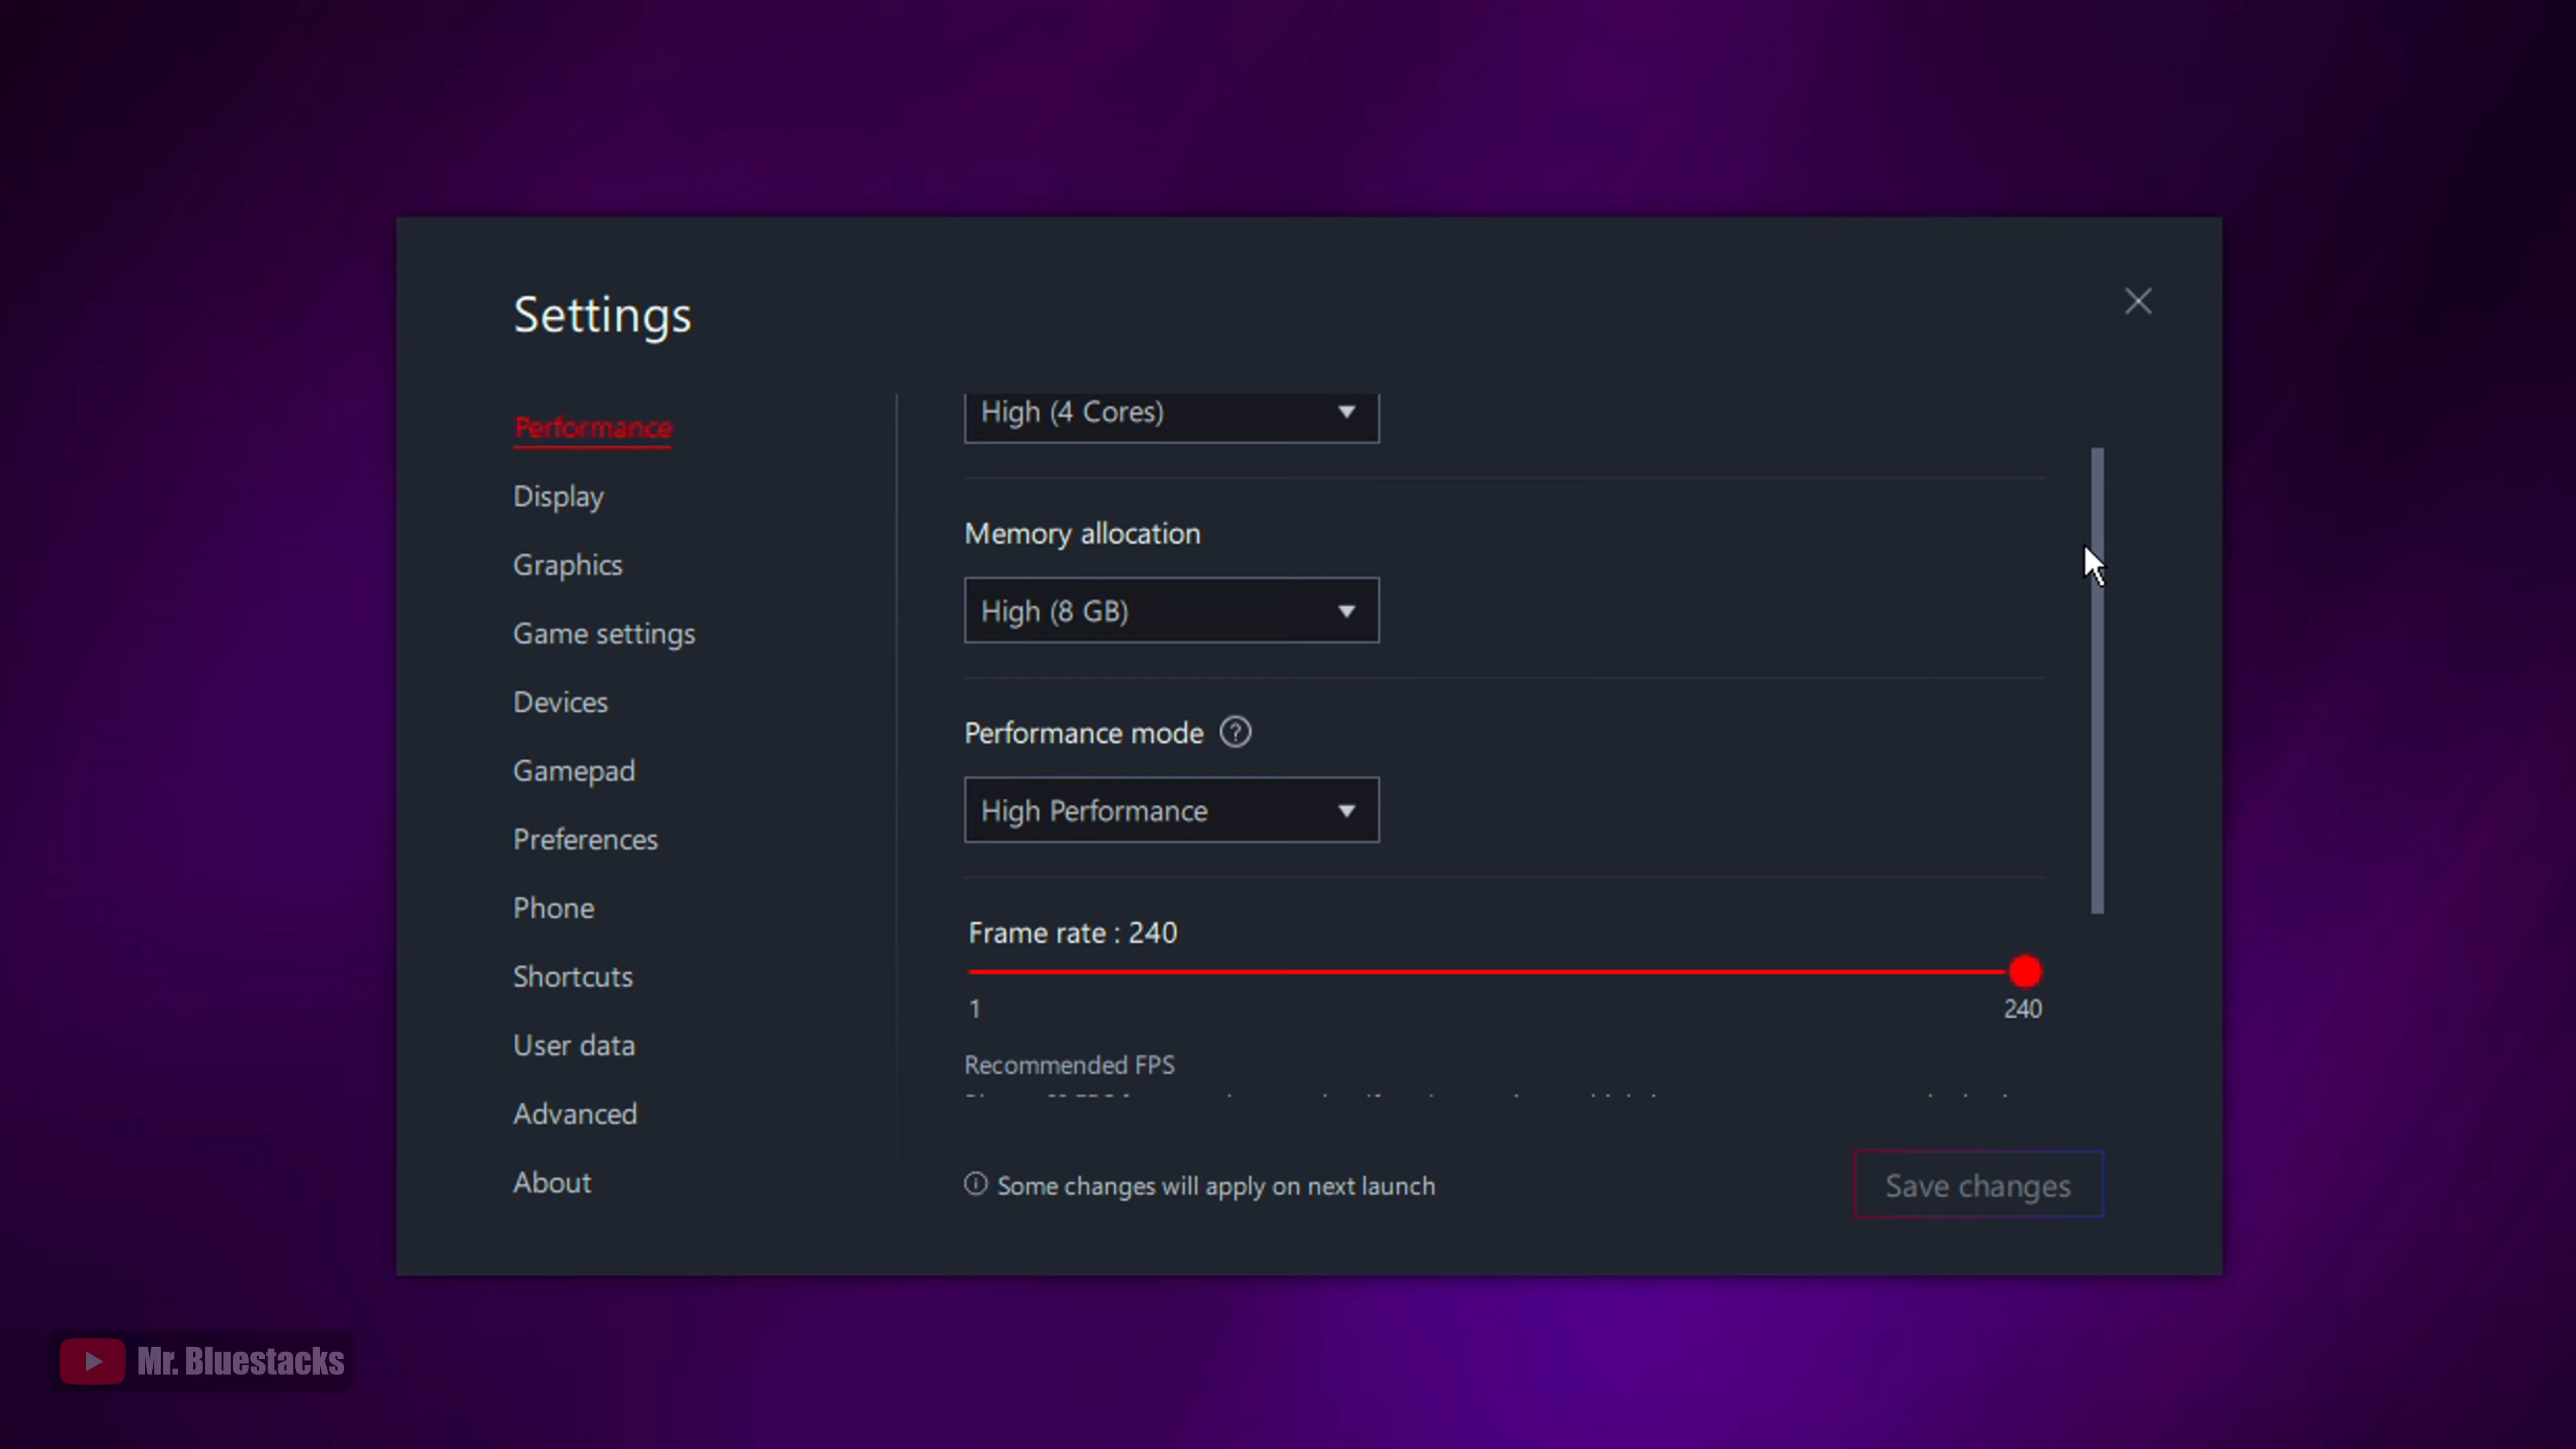 Settings
Performance
Display
Graphics
Game settings
Devices
Gamepad
Preferences
Phone
Shortcuts
User data
Advanced
About
High (4 Cores)
Memory allocation
High (8 GB)
Performance mode ?
High Performance
Frame rate : 240
1
240
Recommended FPS
Some changes will apply on next launch
Save changes
Mr. Bluestacks